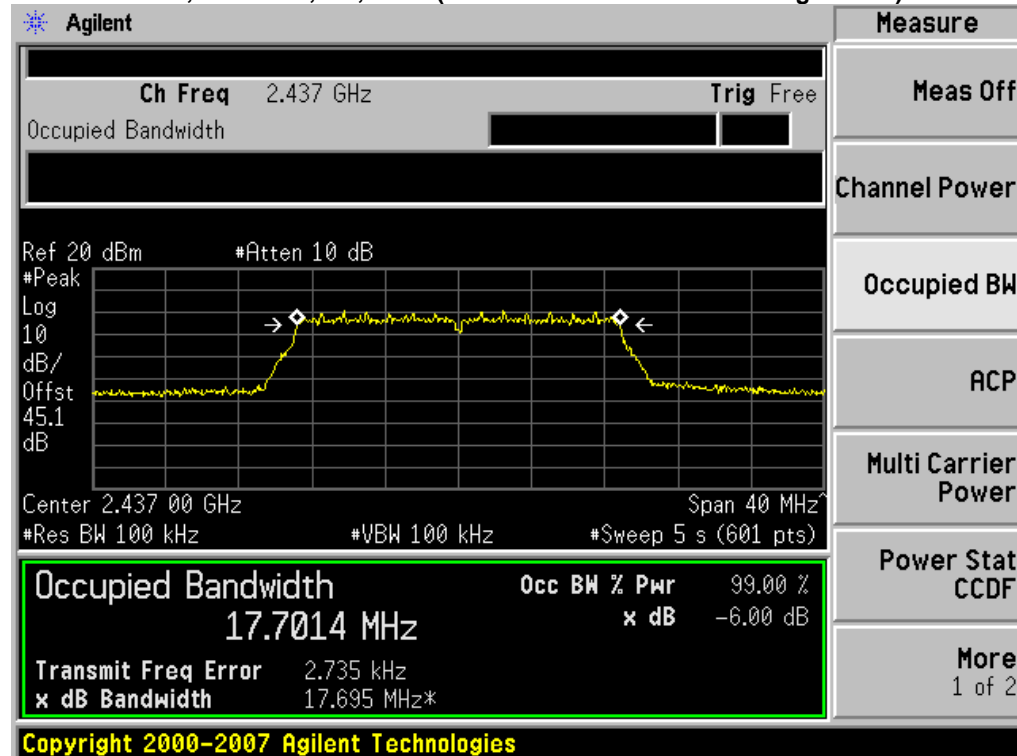 Agilent
Measure
Ch Freq 2.437 GHz Trig Free
Occupied Bandwidth
Meas Off
Channel Power
Occupied BW
ACP
Multi Carrier
Power
Power Stat
CCDF
More
1 of 2
Ref 20 dBm #Atten 10 dB
#Peak
Log
10
dB/
Offst
45.1
dB
Center 2.437 00 GHz Span 40 MHz^
#Res BW 100 kHz #VBW 100 kHz #Sweep 5 s (601 pts)
Occupied Bandwidth
17.7014 MHz
Occ BW % Pwr 99.00 %
x dB -6.00 dB
Transmit Freq Error 2.735 kHz
x dB Bandwidth 17.695 MHz*
Copyright 2000-2007 Agilent Technologies